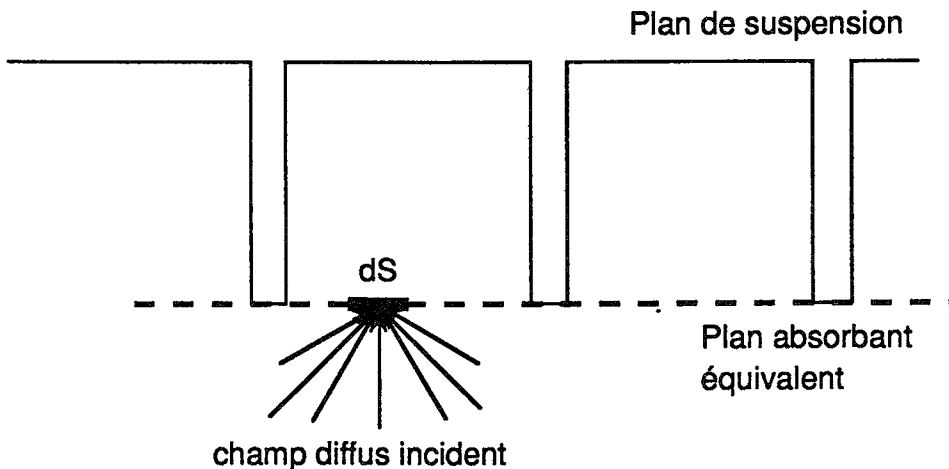 Plan de suspension
dS
Plan absorbant
équivalent
champ diffus incident